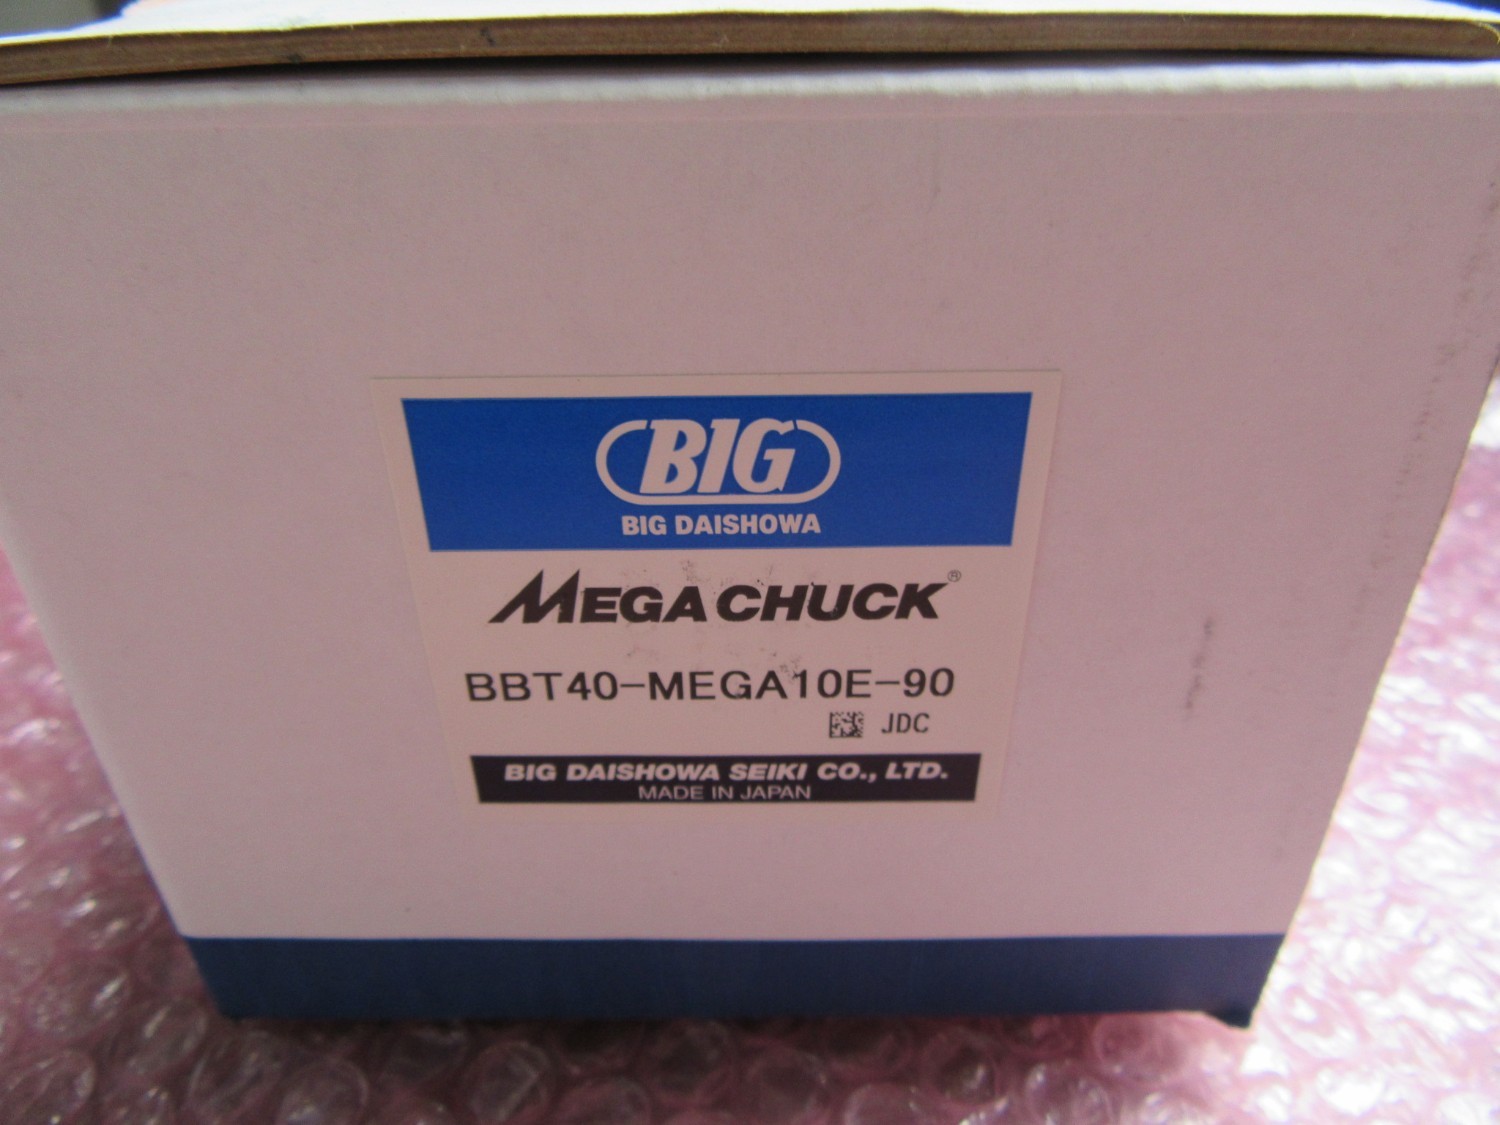 BIG
BIG DAISHOWA
MEGA CHUCK®
BBT40-MEGA10E-90
JDC
BIG DAISHOWA SEIKI CO., LTD.
MADE IN JAPAN